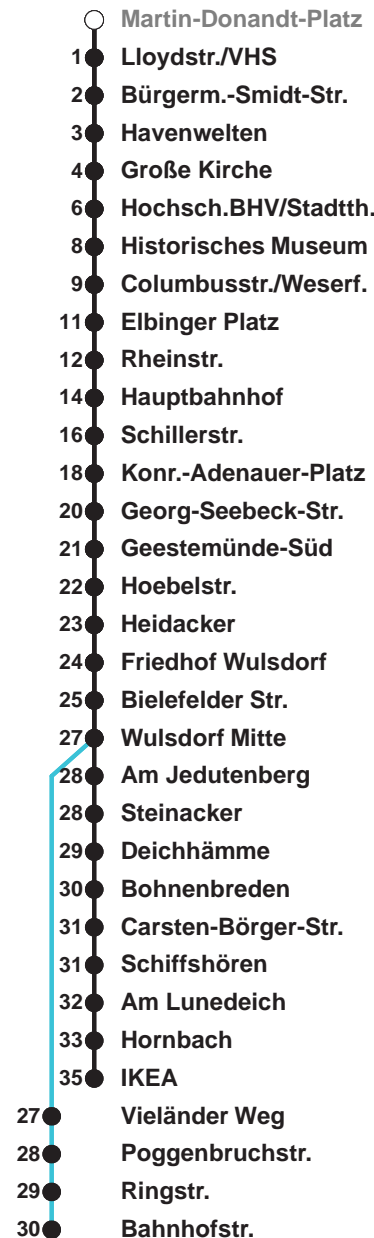 Martin-Donandt-Platz
1 Lloydstr./VHS
2 Bürgerm.-Smidt-Str.
3 Havenwelten
4 Große Kirche
6 Hochsch.BHV/Stadtth.
8 Historisches Museum
9 Columbusstr./Weserf.
11 Elbinger Platz
12 Rheinstr.
14 Hauptbahnhof
16 Schillerstr.
18 Konr.-Adenauer-Platz
20 Georg-Seebeck-Str.
21 Geestemünde-Süd
22 Hoebelstr.
23 Heidacker
24 Friedhof Wulsdorf
25 Bielefelder Str.
27 Wulsdorf Mitte
28 Am Jedutenberg
28 Steinacker
29 Deichhämme
30 Bohnenbreden
31 Carsten-Börger-Str.
31 Schiffshören
32 Am Lunedeich
33 Hornbach
35 IKEA
27 Vieländer Weg
28 Poggenbruchstr.
29 Ringstr.
30 Bahnhofstr.